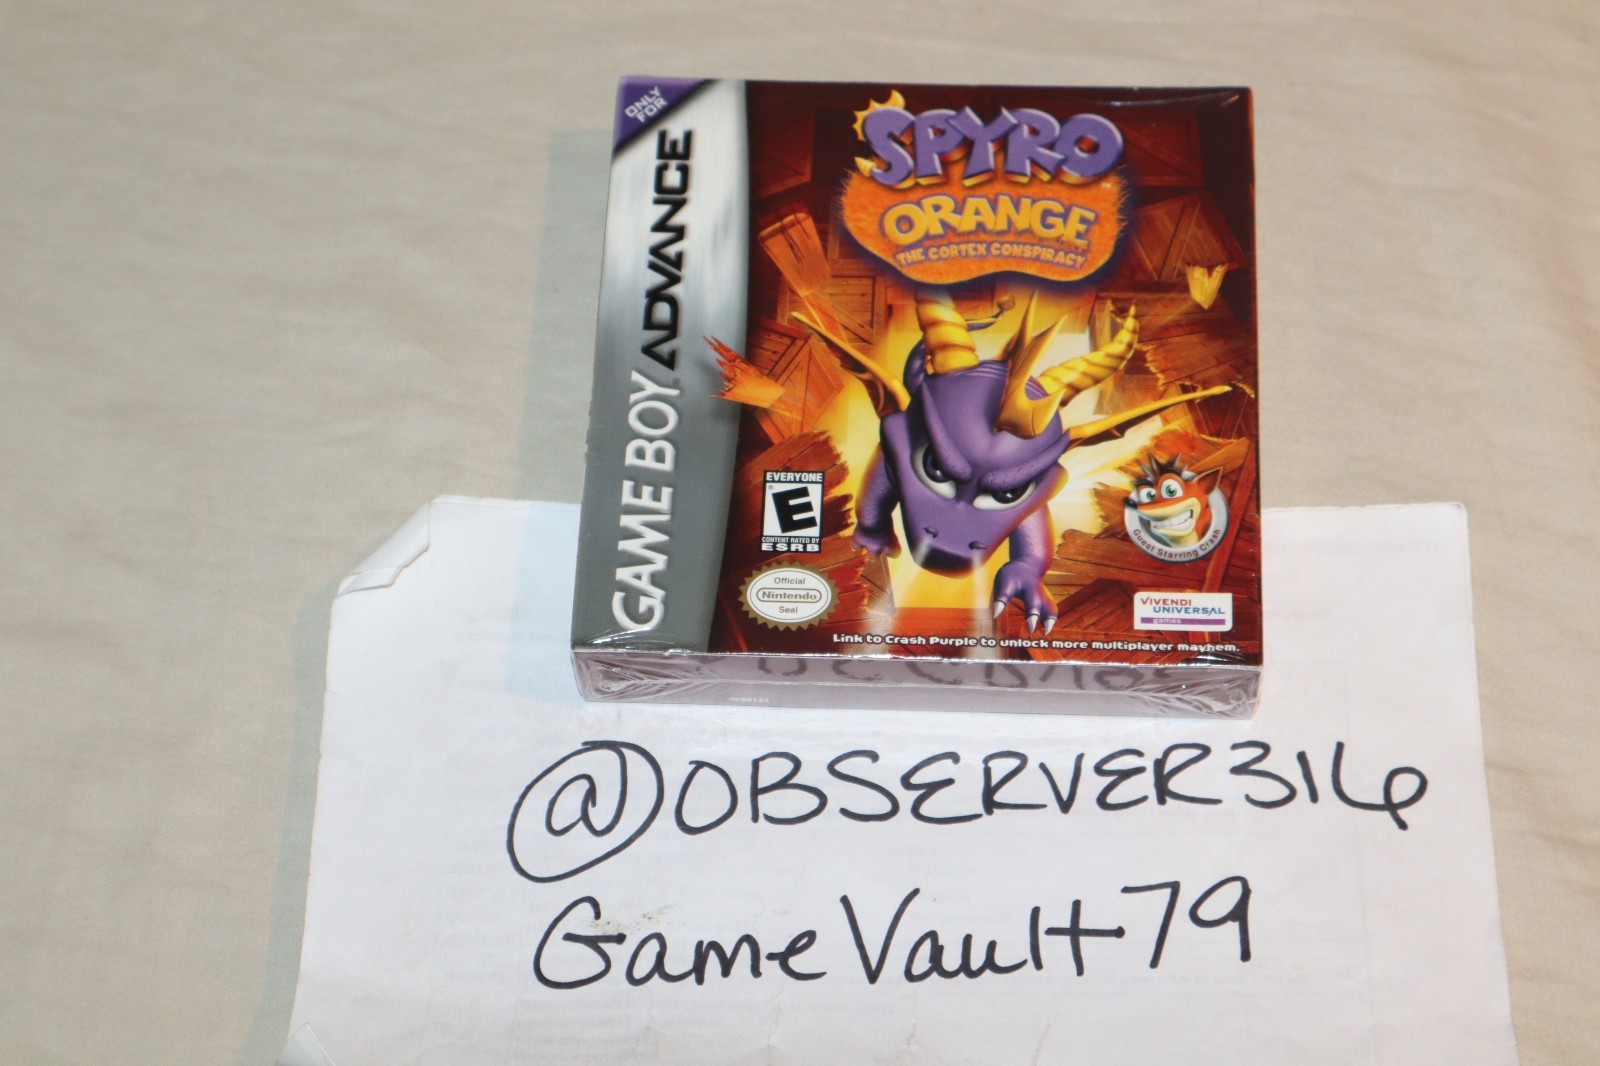 ONLY
FOR
GAME BOY ADVANCE
SPYRO
ORANGE
THE CORTEX CONSPIRACY
EVERYONE
E
CONTENT RATED BY
ESRB
Official
Nintendo
Seal
Guest Starring Crash
VIVENDI
UNIVERSAL
games
Link to Crash Purple to unlock more multiplayer mayhem.
@OBSERVER316
GameVault79